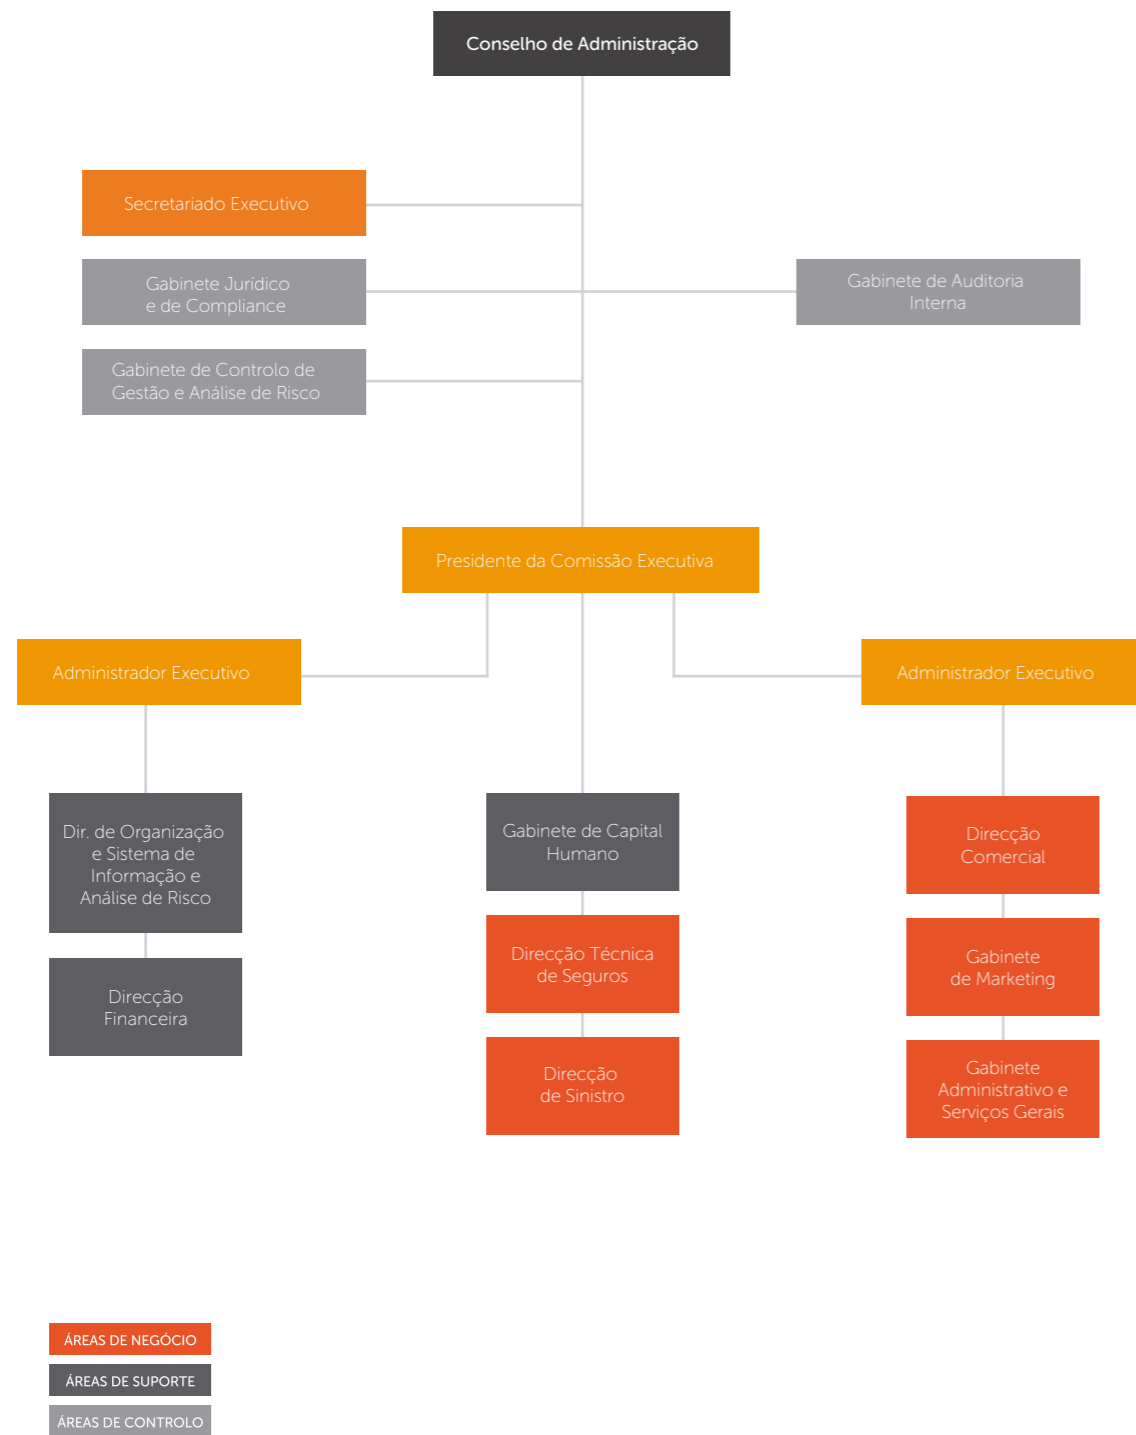 Conselho de Administração
Secretariado Executivo
Gabinete Jurídico
e de Compliance
Gabinete de Auditoria
Interna
Gabinete de Controlo de
Gestão e Análise de Risco
Presidente da Comissão Executiva
Administrador Executivo
Administrador Executivo
Dir. de Organização
e Sistema de
Informação e
Análise de Risco
Direcção
Financeira
Gabinete de Capital
Humano
Direcção Técnica
de Seguros
Direcção
de Sinistro
Direcção
Comercial
Gabinete
de Marketing
Gabinete
Administrativo e
Serviços Gerais
ÁREAS DE NEGÓCIO
ÁREAS DE SUPORTE
ÁREAS DE CONTROLO